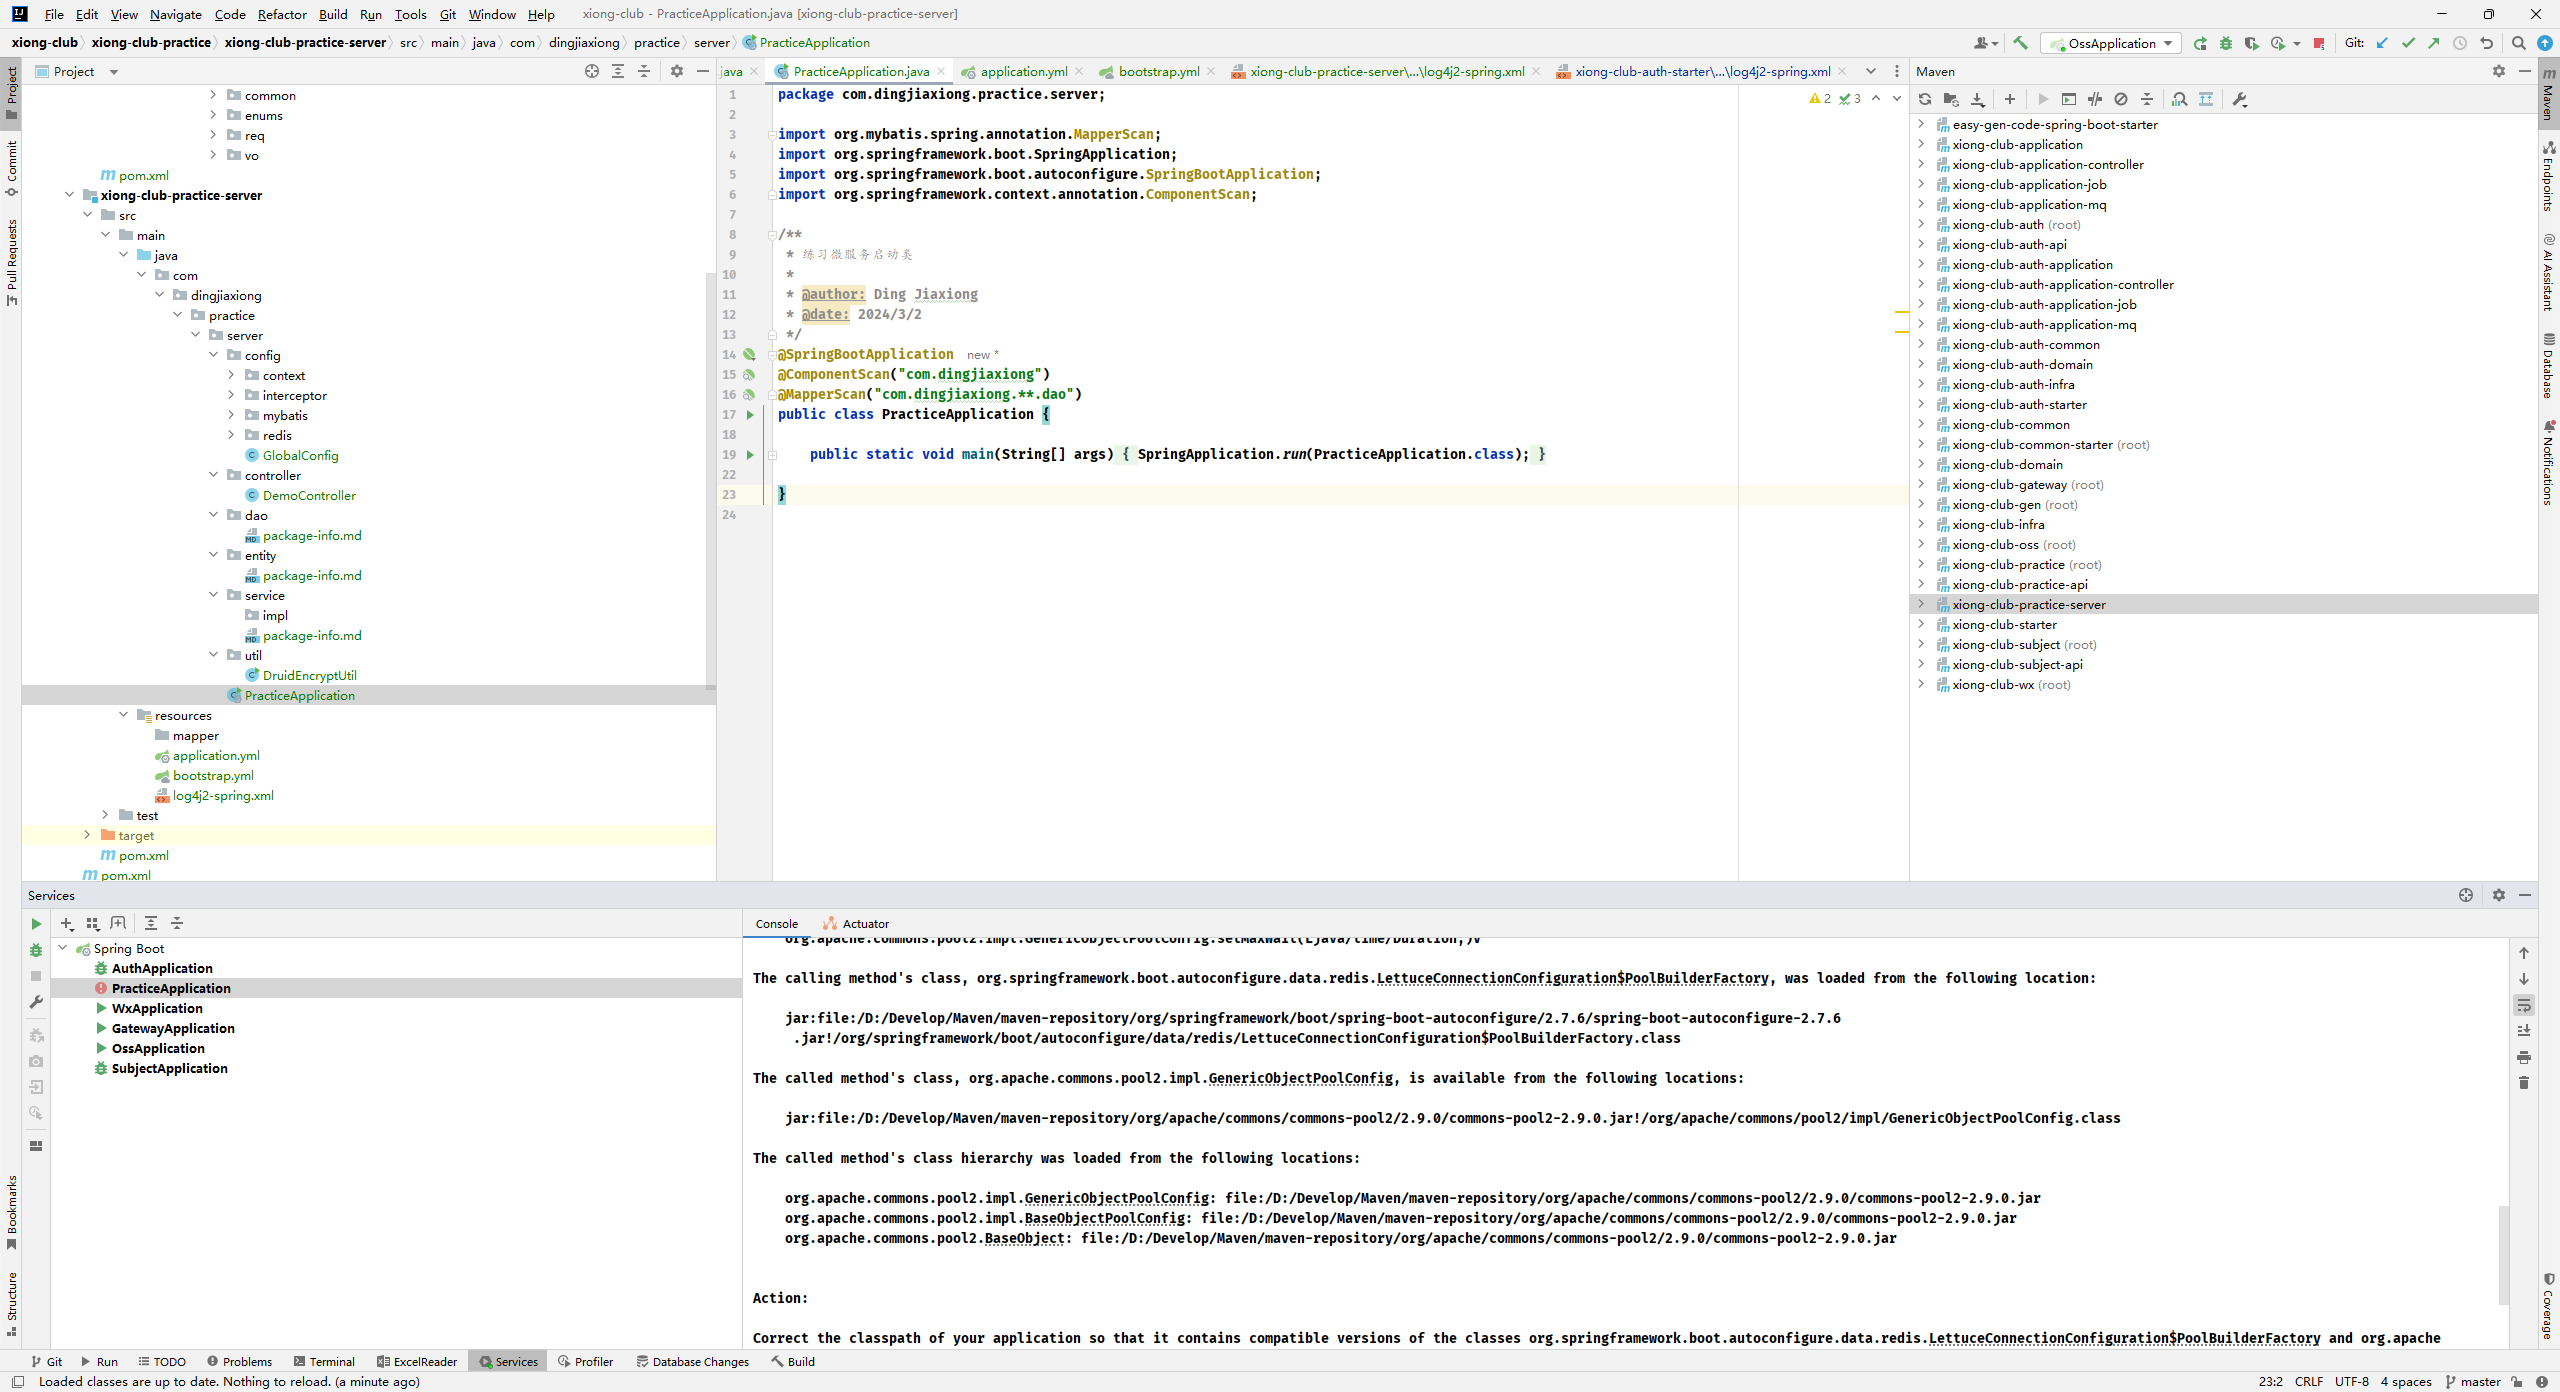 File Edit View Navigate Code Refactor Build Run Tools Git Window Help xiong-club - PracticeApplication.java [xiong-club-practice-server]
xiong-club xiong-club-practice xiong-club-practice-server src main java com dingjiaxiong practice server PracticeApplication
OssApplication Git:
Project
java PracticeApplication.java application.yml bootstrap.yml xiong-club-practice-server\...\log4j2-spring.xml xiong-club-auth-starter\...\log4j2-spring.xml
Maven
Project
Commit
Pull Requests
Bookmarks
Structure
common
enums
req
vo
pom.xml
xiong-club-practice-server
src
main
java
com
dingjiaxiong
practice
server
config
context
interceptor
mybatis
redis
GlobalConfig
controller
DemoController
dao
package-info.md
entity
package-info.md
service
impl
package-info.md
util
DruidEncryptUtil
PracticeApplication
resources
mapper
application.yml
bootstrap.yml
log4j2-spring.xml
test
target
pom.xml
pom.xml
2 3
1 package com.dingjiaxiong.practice.server;
2
3 import org.mybatis.spring.annotation.MapperScan;
4 import org.springframework.boot.SpringApplication;
5 import org.springframework.boot.autoconfigure.SpringBootApplication;
6 import org.springframework.context.annotation.ComponentScan;
7
8 /**
9 * 练习微服务启动类
10 *
11 * @author: Ding Jiaxiong
12 * @date: 2024/3/2
13 */
14 @SpringBootApplication new *
15 @ComponentScan("com.dingjiaxiong")
16 @MapperScan("com.dingjiaxiong.**.dao")
17 public class PracticeApplication {
18
19 public static void main(String[] args) { SpringApplication.run(PracticeApplication.class); }
22
23 }
24
easy-gen-code-spring-boot-starter
xiong-club-application
xiong-club-application-controller
xiong-club-application-job
xiong-club-application-mq
xiong-club-auth (root)
xiong-club-auth-api
xiong-club-auth-application
xiong-club-auth-application-controller
xiong-club-auth-application-job
xiong-club-auth-application-mq
xiong-club-auth-common
xiong-club-auth-domain
xiong-club-auth-infra
xiong-club-auth-starter
xiong-club-common
xiong-club-common-starter (root)
xiong-club-domain
xiong-club-gateway (root)
xiong-club-gen (root)
xiong-club-infra
xiong-club-oss (root)
xiong-club-practice (root)
xiong-club-practice-api
xiong-club-practice-server
xiong-club-starter
xiong-club-subject (root)
xiong-club-subject-api
xiong-club-wx (root)
Maven
Endpoints
AI Assistant
Database
Notifications
Coverage
Services
Spring Boot
AuthApplication
PracticeApplication
WxApplication
GatewayApplication
OssApplication
SubjectApplication
Console Actuator
org.apache.commons.pool2.impl.GenericObjectPoolConfig.setMaxWait(Ljava/time/Duration;)V
The calling method's class, org.springframework.boot.autoconfigure.data.redis.LettuceConnectionConfiguration$PoolBuilderFactory, was loaded from the following location:
jar:file:/D:/Develop/Maven/maven-repository/org/springframework/boot/spring-boot-autoconfigure/2.7.6/spring-boot-autoconfigure-2.7.6
.jar!/org/springframework/boot/autoconfigure/data/redis/LettuceConnectionConfiguration$PoolBuilderFactory.class
The called method's class, org.apache.commons.pool2.impl.GenericObjectPoolConfig, is available from the following locations:
jar:file:/D:/Develop/Maven/maven-repository/org/apache/commons/commons-pool2/2.9.0/commons-pool2-2.9.0.jar!/org/apache/commons/pool2/impl/GenericObjectPoolConfig.class
The called method's class hierarchy was loaded from the following locations:
org.apache.commons.pool2.impl.GenericObjectPoolConfig: file:/D:/Develop/Maven/maven-repository/org/apache/commons/commons-pool2/2.9.0/commons-pool2-2.9.0.jar
org.apache.commons.pool2.impl.BaseObjectPoolConfig: file:/D:/Develop/Maven/maven-repository/org/apache/commons/commons-pool2/2.9.0/commons-pool2-2.9.0.jar
org.apache.commons.pool2.BaseObject: file:/D:/Develop/Maven/maven-repository/org/apache/commons/commons-pool2/2.9.0/commons-pool2-2.9.0.jar
Action:
Correct the classpath of your application so that it contains compatible versions of the classes org.springframework.boot.autoconfigure.data.redis.LettuceConnectionConfiguration$PoolBuilderFactory and org.apache
Git Run TODO Problems Terminal ExcelReader Services Profiler Database Changes Build
Loaded classes are up to date. Nothing to reload. (a minute ago) 23:2 CRLF UTF-8 4 spaces master